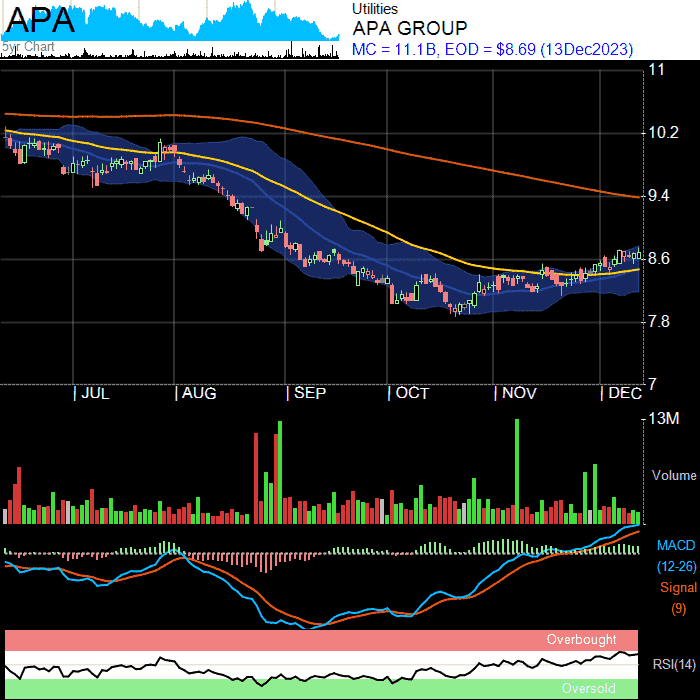 APA
5yr Chart
Utilities
APA GROUP
MC = 11.1B, EOD = $8.69 (13Dec2023)
11
10.2
9.4
8.6
7.8
7
| JUL | AUG | SEP | OCT | NOV | DEC
13M
Volume
MACD
(12-26)
Signal
(9)
Overbought
RSI(14)
Oversold